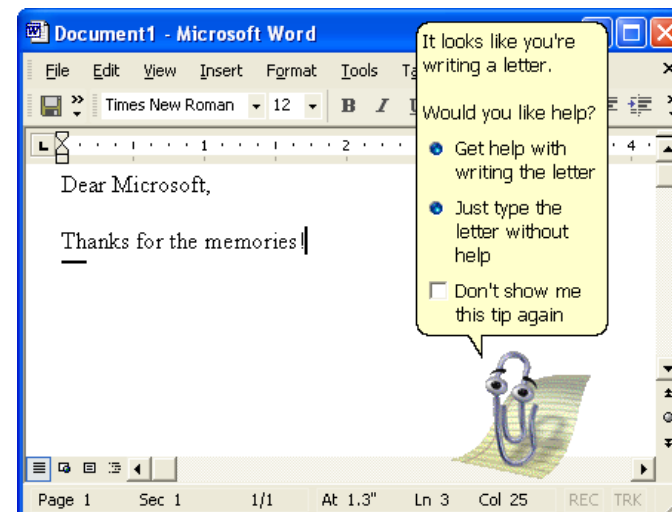 Document1 - Microsoft Word
File Edit View Insert Format Tools
Times New Roman 12 B I
1 2 4
Dear Microsoft,
Thanks for the memories!
It looks like you're
writing a letter.
Would you like help?
Get help with
writing the letter
Just type the
letter without
help
Don't show me
this tip again
Page 1 Sec 1 1/1 At 1.3" Ln 3 Col 25 REC TRK